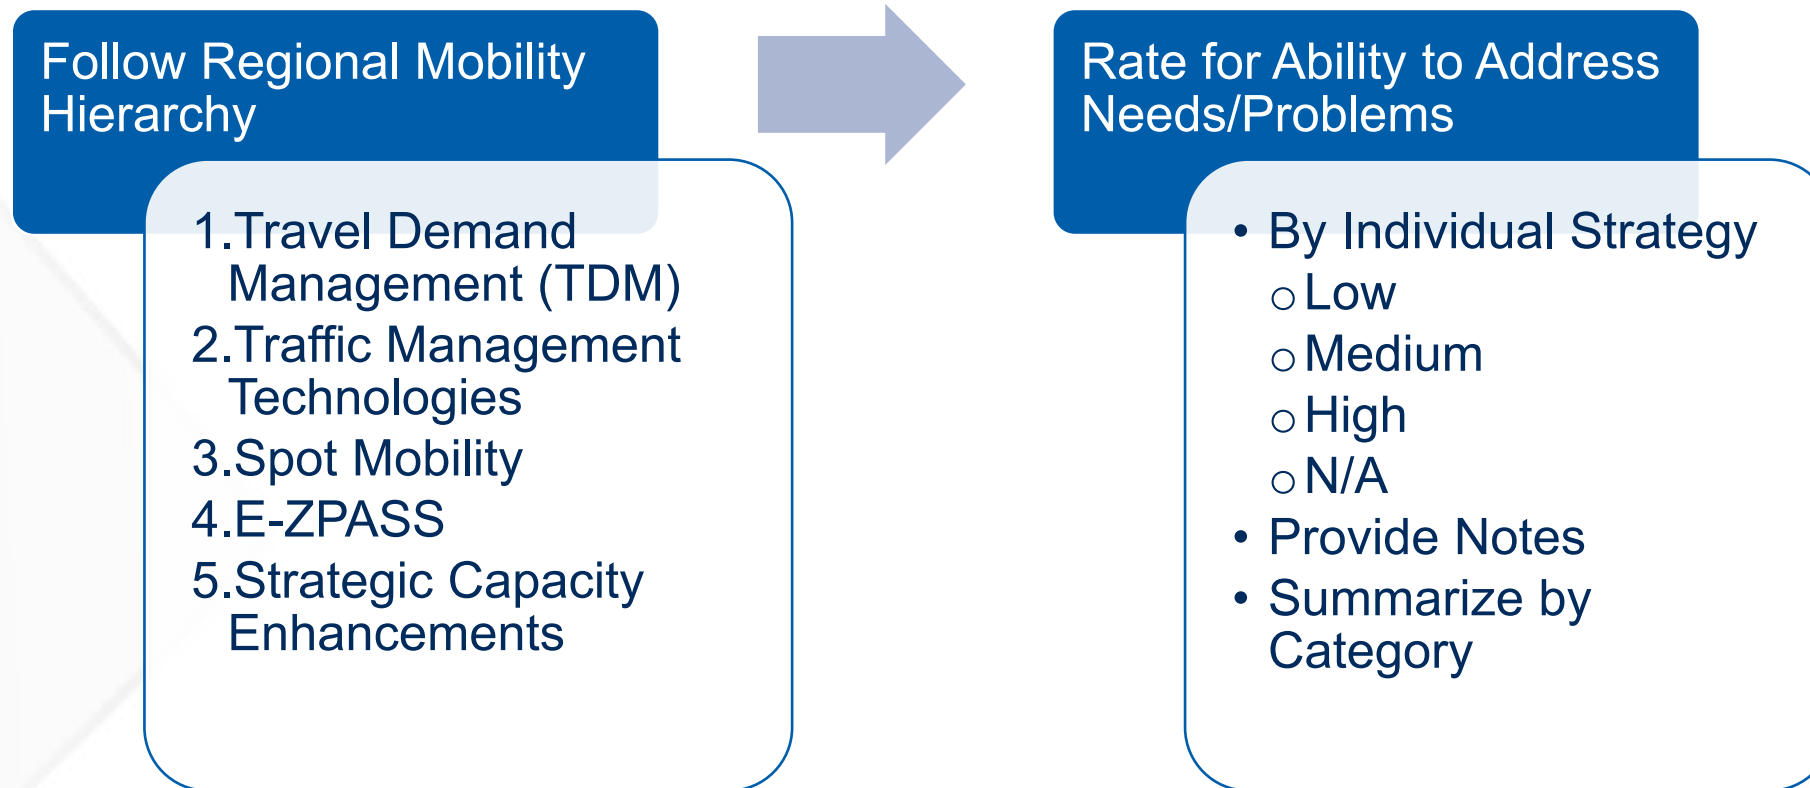 Follow Regional Mobility
Hierarchy
1.Travel Demand
Management (TDM)
2.Traffic Management
Technologies
3.Spot Mobility
4.E-ZPASS
5.Strategic Capacity
Enhancements
Rate for Ability to Address
Needs/Problems
• By Individual Strategy
o Low
o Medium
o High
o N/A
• Provide Notes
• Summarize by
Category